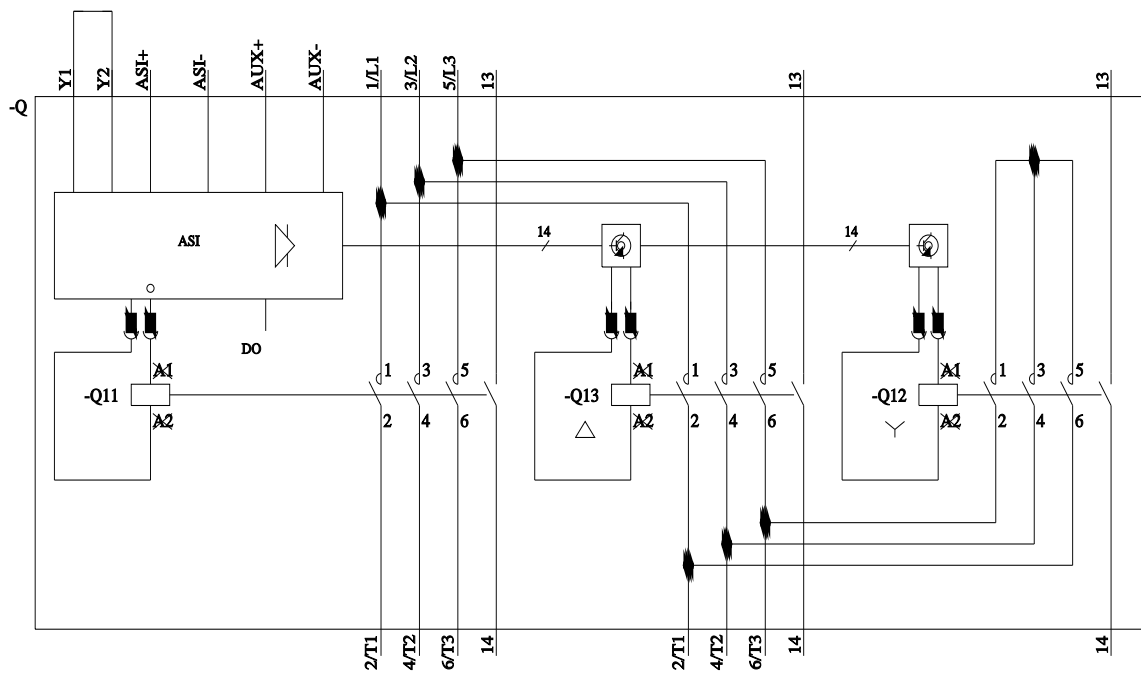 Y1 Y2 ASI+ ASI- AUX+ AUX- 1/L1 3/L2 5/L3 13 13 13
-Q
ASI 14 14
DO
A1 1 3 5 A1 1 3 5 A1 1 3 5
-Q11 -Q13 -Q12
A2 2 4 6 A2 2 4 6 A2 2 4 6
2/T1 4/T2 6/T3 14 2/T1 4/T2 6/T3 14 14